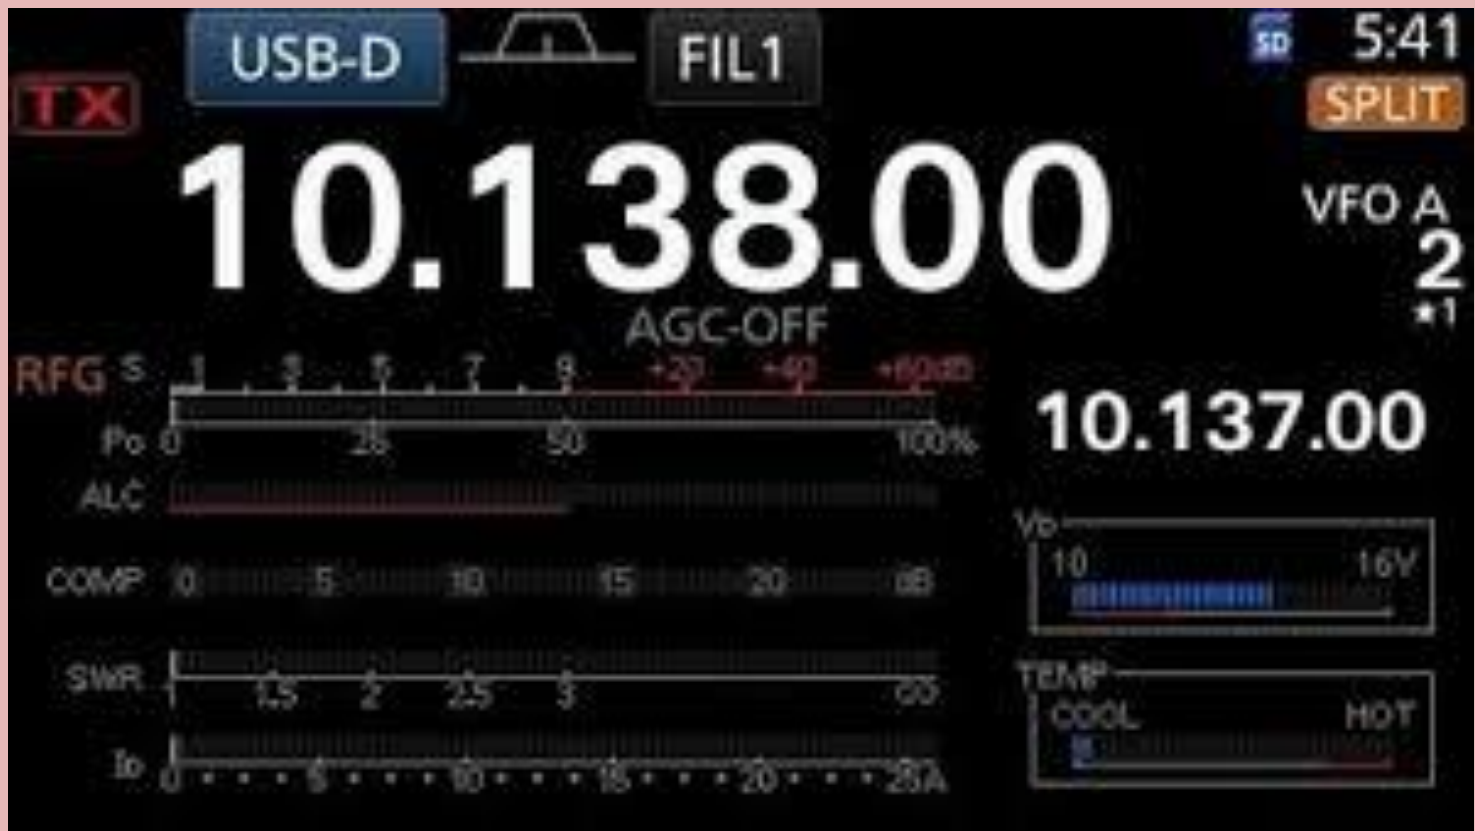 USB-D FIL1 SD 5:41
TX SPLIT
10.138.00 VFO A
2
★1
AGC-OFF
RFG S 1 3 5 7 9 +20 +40 +60dB
10.137.00
Po 0 25 50 100%
ALC
VD
10 16V
COMP 0 5 10 15 20 dB
SWR 1 1.5 2 2.5 3 ∞
TEMP
COOL HOT
ID 0 5 10 15 20 25A